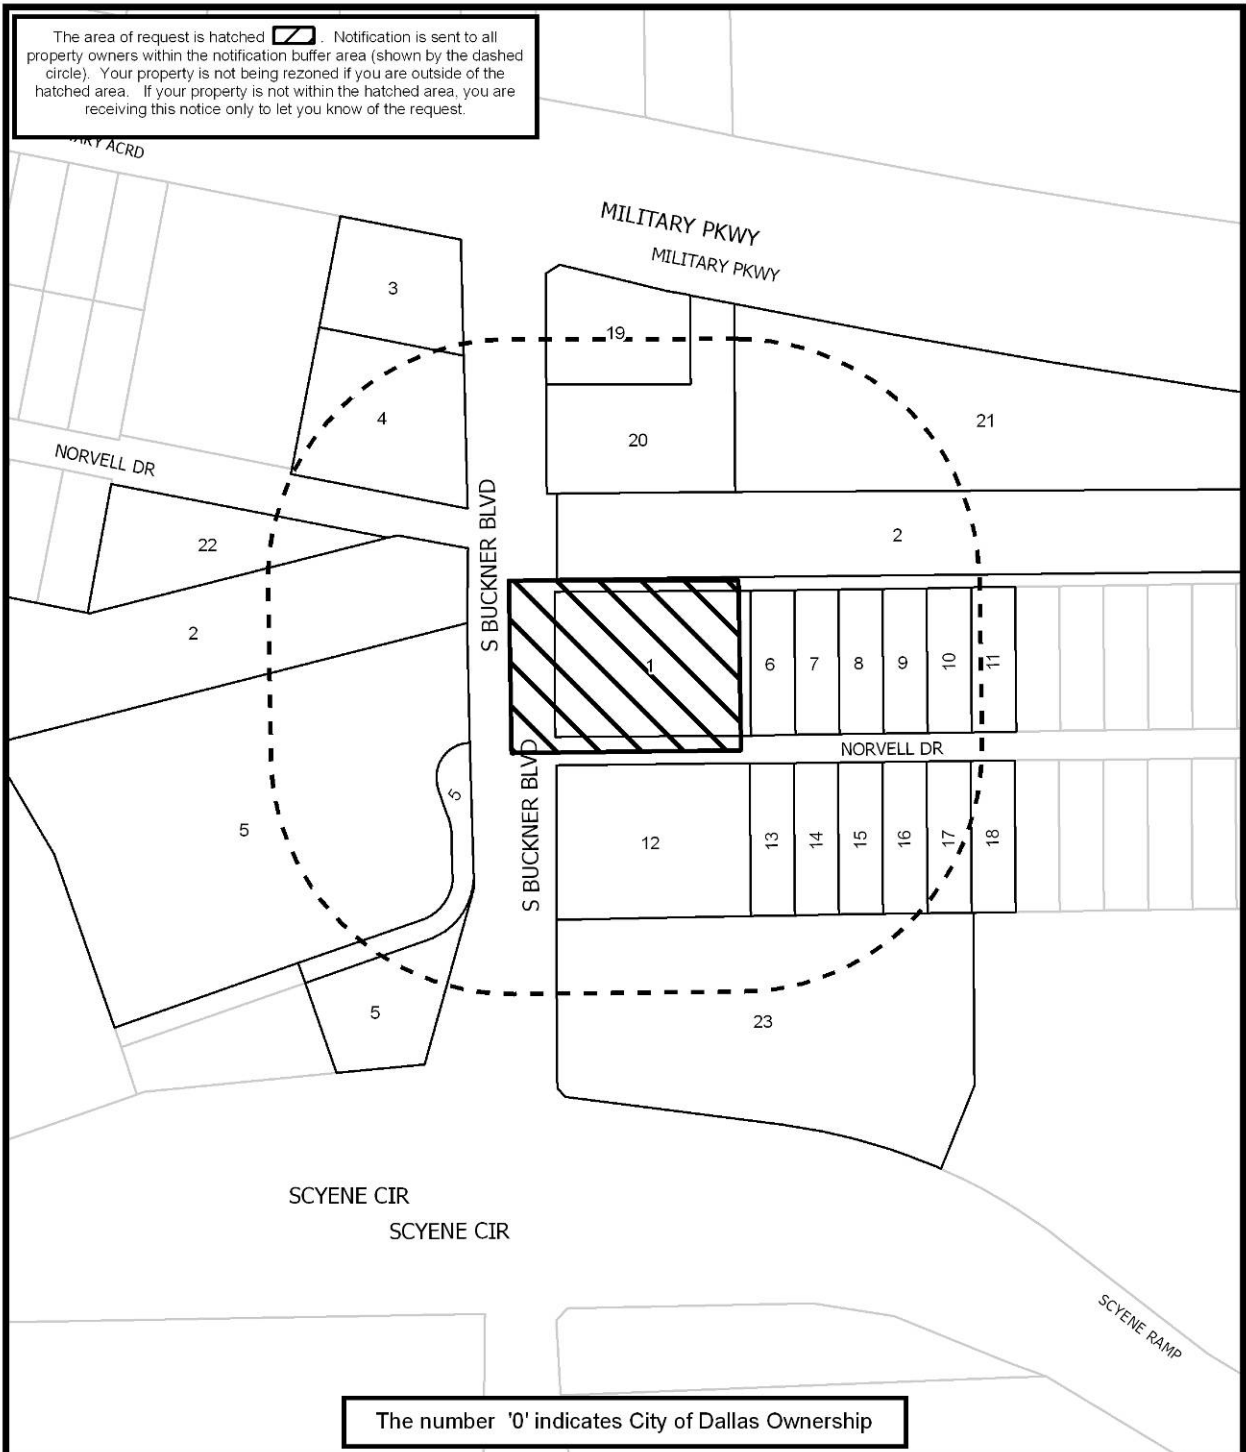 The area of request is hatched . Notification is sent to all
property owners within the notification buffer area (shown by the dashed
circle). Your property is not being rezoned if you are outside of the
hatched area. If your property is not within the hatched area, you are
receiving this notice only to let you know of the request.
ACRD
MILITARY PKWY
MILITARY PKWY
3
19
4
20
21
NORVELL DR
S BUCKNER BLVD
22
2
2
1
6
7
8
9
10
11
NORVELL DR
S BUCKNER BLVD
5
5
12
13
14
15
16
17
18
5
23
SCYENE CIR
SCYENE CIR
SCYENE RAMP
The number '0' indicates City of Dallas Ownership